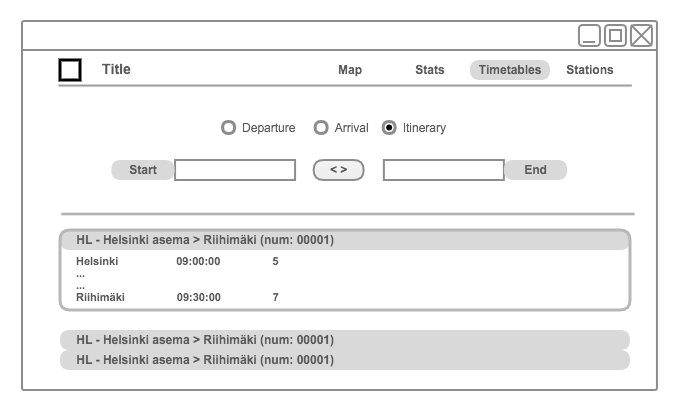 Title Map Stats Timetables Stations
Departure Arrival Itinerary
Start < > End
HL - Helsinki asema > Riihimäki (num: 00001)
Helsinki 09:00:00 5
...
...
Riihimäki 09:30:00 7
HL - Helsinki asema > Riihimäki (num: 00001)
HL - Helsinki asema > Riihimäki (num: 00001)